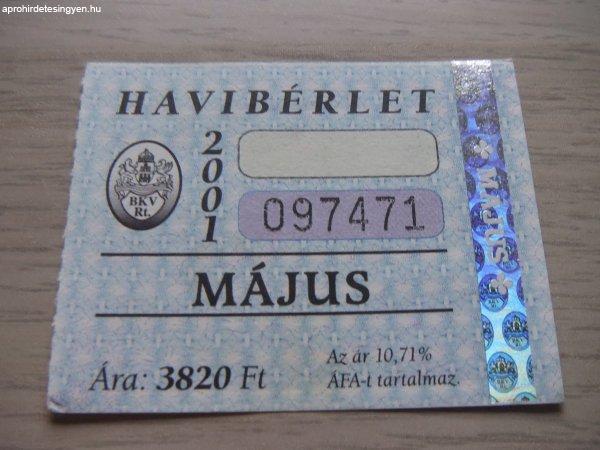 aprohirdetesingyen.hu
HAVIBÉRLET
2001
BKV
Rt.
097471
MÁJUS
MÁJUS
Ára: 3820 Ft
Az ár 10,71%
ÁFA-t tartalmaz.